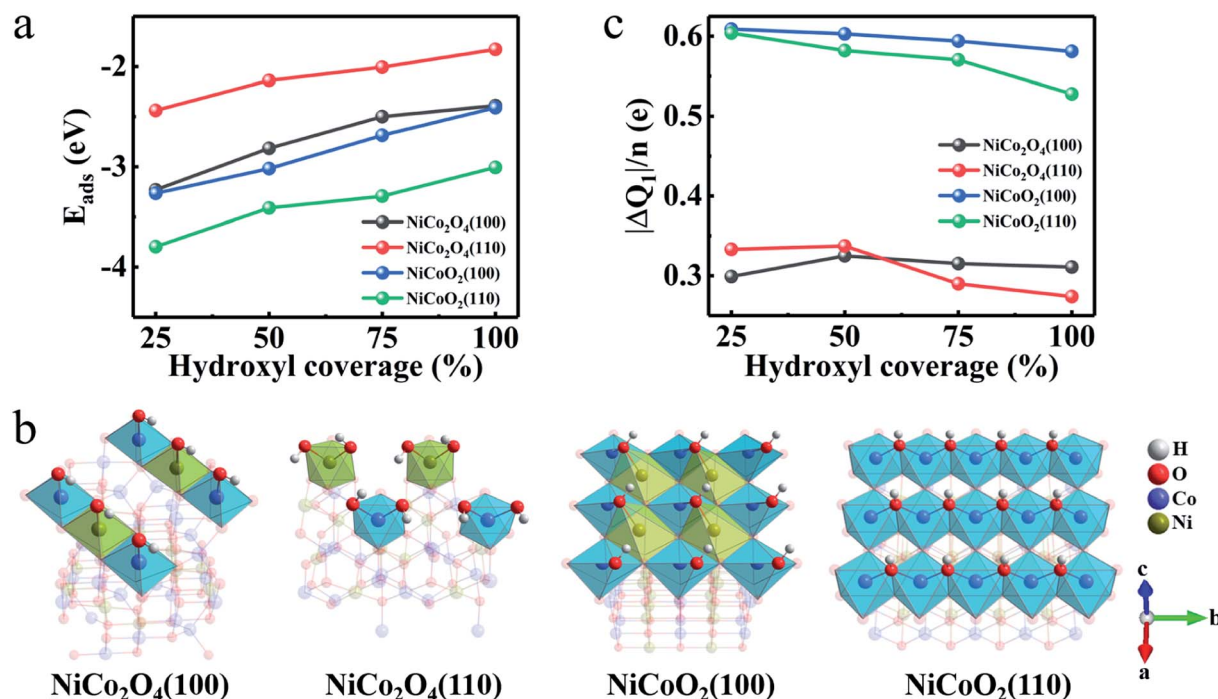 a
E_ads (eV)
-2
-3
-4
NiCo₂O₄(100)
NiCo₂O₄(110)
NiCoO₂(100)
NiCoO₂(110)
25 50 75 100
Hydroxyl coverage (%)
c
|ΔQ₁|/n (e)
0.6
0.5
0.4
0.3
NiCo₂O₄(100)
NiCo₂O₄(110)
NiCoO₂(100)
NiCoO₂(110)
25 50 75 100
Hydroxyl coverage (%)
b
H
O
Co
Ni
c
b
a
NiCo₂O₄(100) NiCo₂O₄(110) NiCoO₂(100) NiCoO₂(110)